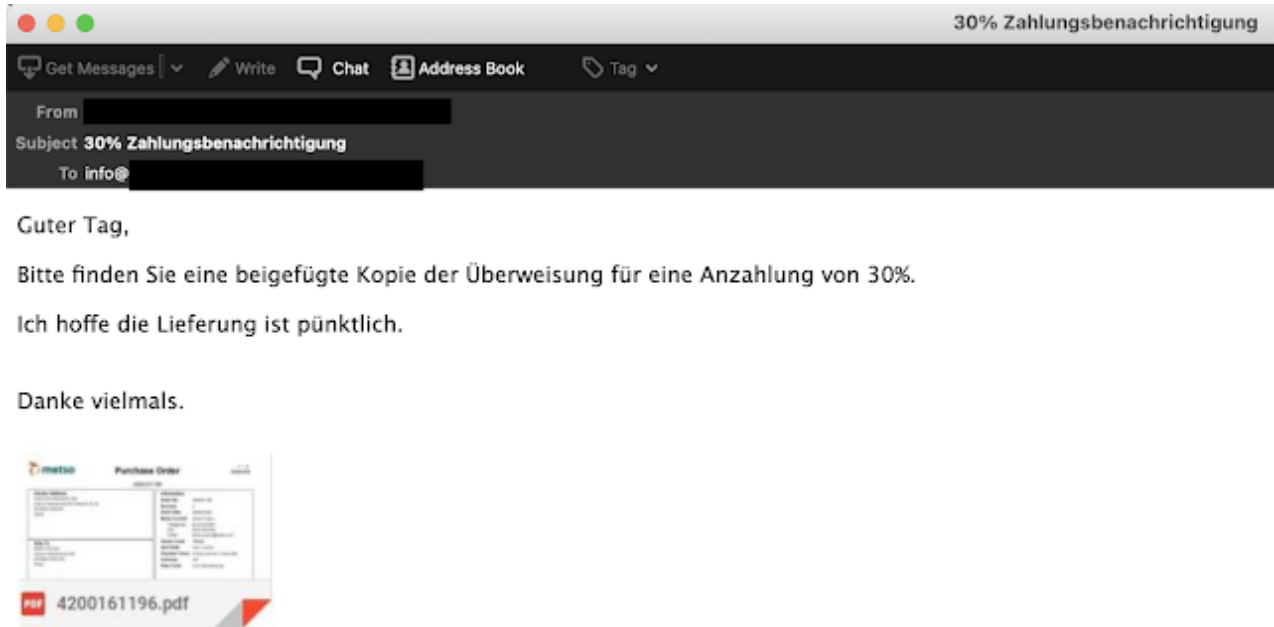 30% Zahlungsbenachrichtigung
Get Messages Write Chat Address Book Tag
From
Subject 30% Zahlungsbenachrichtigung
To info@
Guter Tag,
Bitte finden Sie eine beigefügte Kopie der Überweisung für eine Anzahlung von 30%.
Ich hoffe die Lieferung ist pünktlich.
Danke vielmals.
metso Purchase Order
PDF 4200161196.pdf